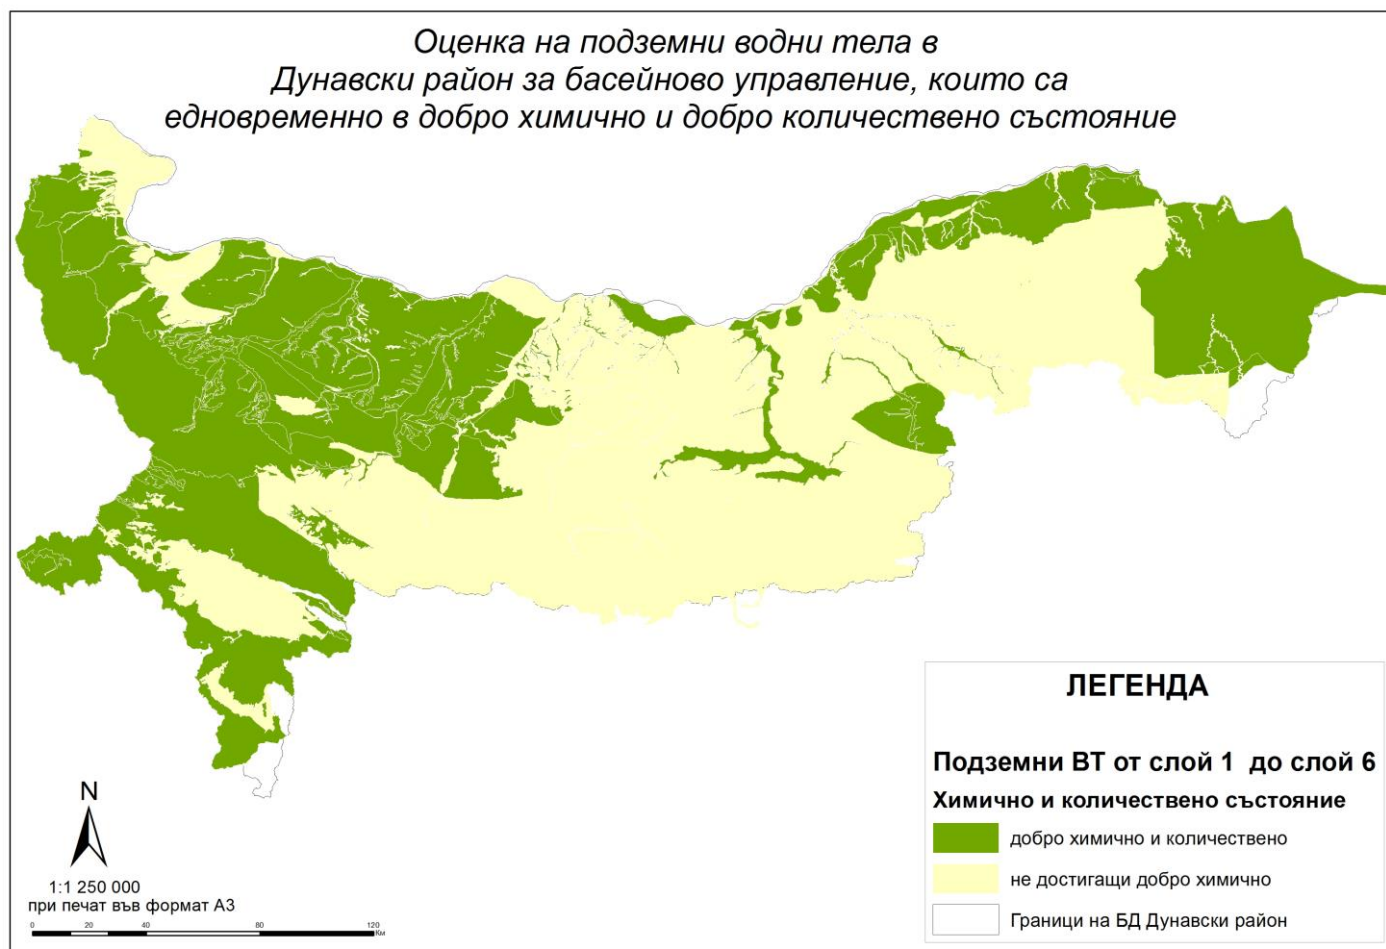 Оценка на подземни водни тела в
Дунавски район за басейново управление, които са
едновременно в добро химично и добро количествено състояние
ЛЕГЕНДА
Подземни ВТ от слой 1 до слой 6
Химично и количествено състояние
добро химично и количествено
не достигащи добро химично
Граници на БД Дунавски район
N
1:1 250 000
при печат във формат А3
0 20 40 80 120
Км